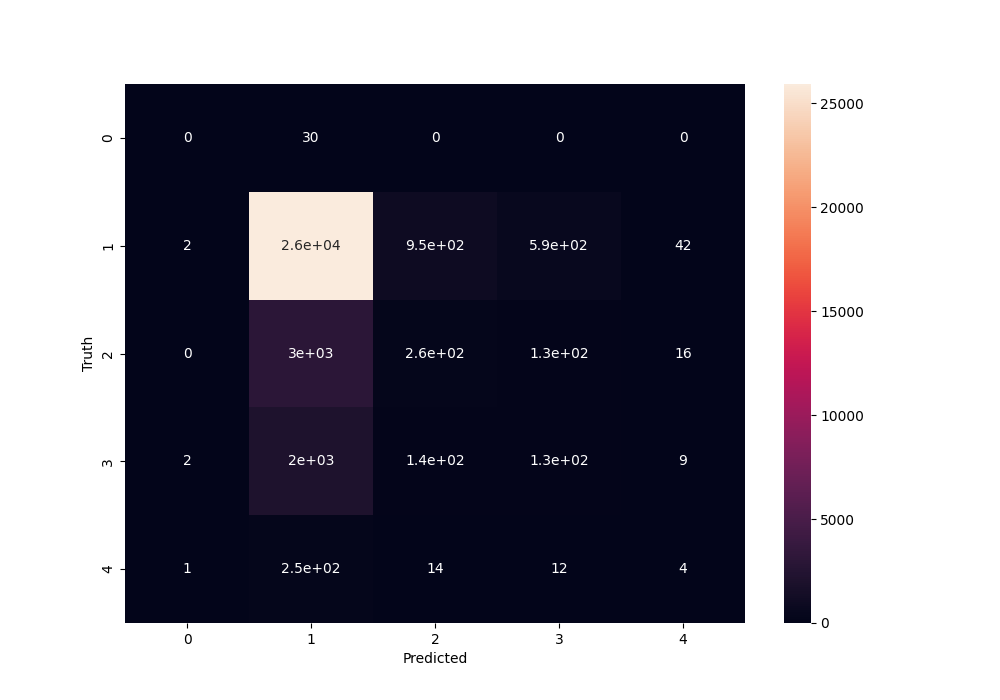 25000
0 0 30 0 0 0
20000
1 2 2.6e+04 9.5e+02 5.9e+02 42
15000
Truth
2 0 3e+03 2.6e+02 1.3e+02 16
10000
3 2 2e+03 1.4e+02 1.3e+02 9
5000
4 1 2.5e+02 14 12 4
0
0 1 2 3 4
Predicted